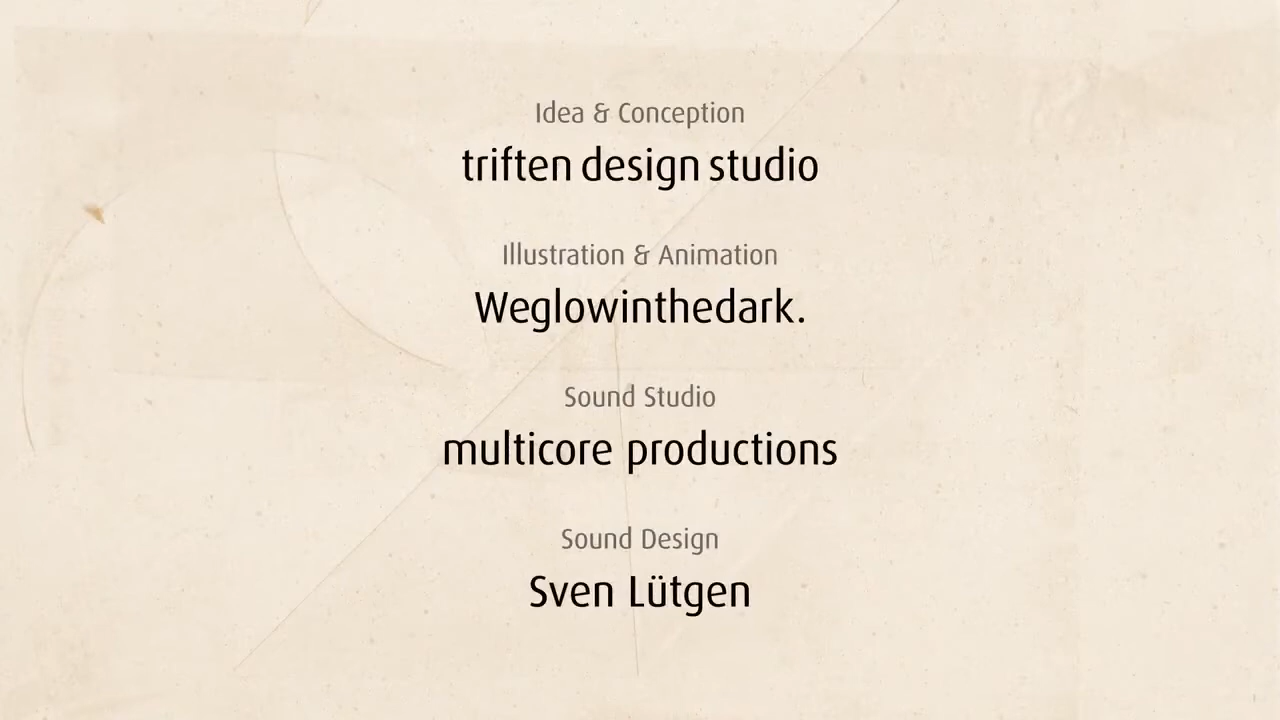 Idea & Conception
triften design studio
Illustration & Animation
Weglowinthedark.
Sound Studio
multicore productions
Sound Design
Sven Lütgen